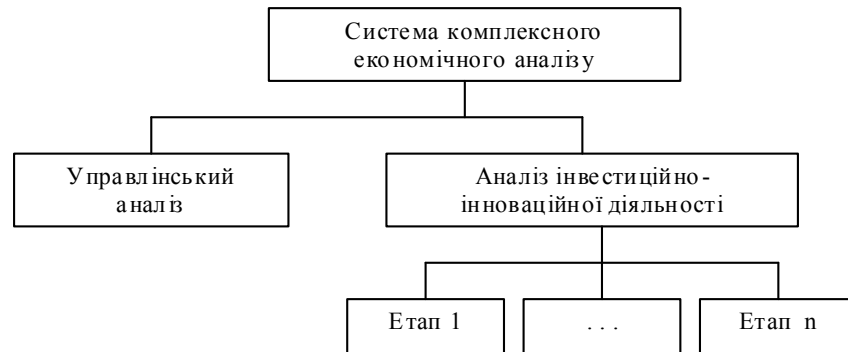 Система комплексного
економічного аналізу
Управлінський
аналіз
Аналіз інвестиційно-
інноваційної діяльності
Етап 1
. . .
Етап n